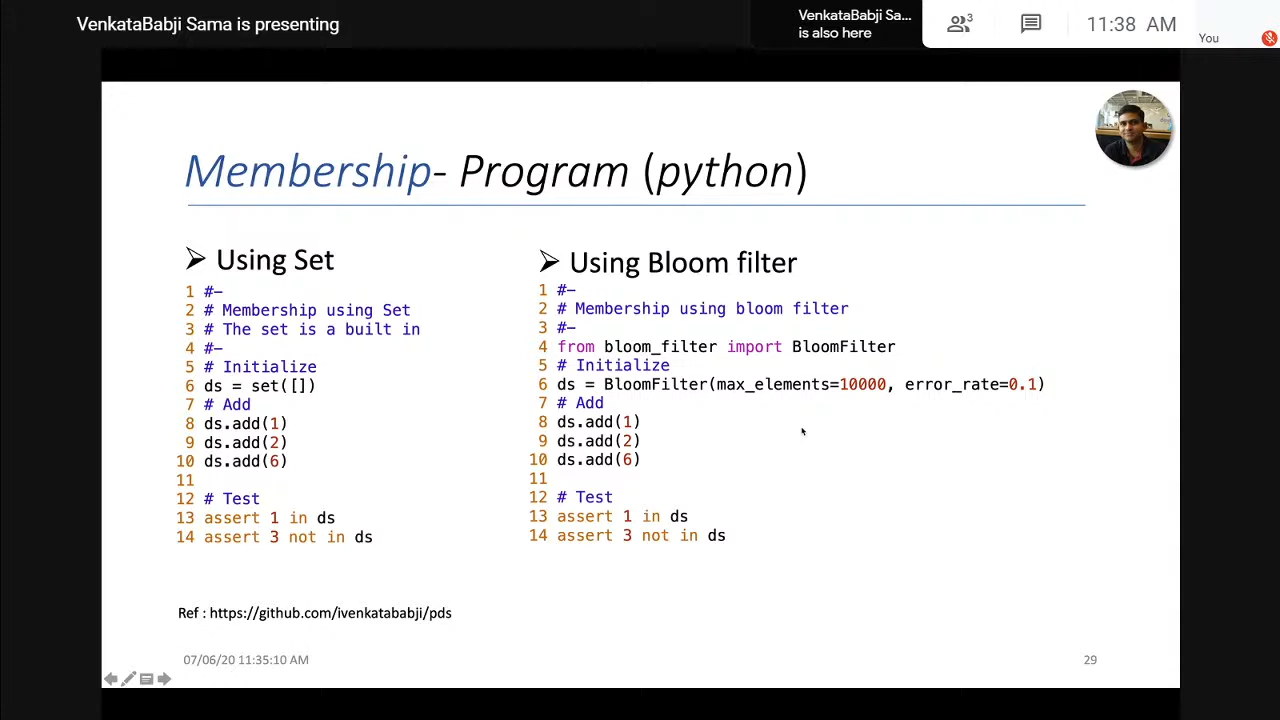 VenkataBabji Sama is presenting
VenkataBabji Sa...
is also here
3
11:38 AM
You
Membership- Program (python)
➢ Using Set
1 #-
2 # Membership using Set
3 # The set is a built in
4 #-
5 # Initialize
6 ds = set([])
7 # Add
8 ds.add(1)
9 ds.add(2)
10 ds.add(6)
11
12 # Test
13 assert 1 in ds
14 assert 3 not in ds
➢ Using Bloom filter
1 #-
2 # Membership using bloom filter
3 #-
4 from bloom_filter import BloomFilter
5 # Initialize
6 ds = BloomFilter(max_elements=10000, error_rate=0.1)
7 # Add
8 ds.add(1)
9 ds.add(2)
10 ds.add(6)
11
12 # Test
13 assert 1 in ds
14 assert 3 not in ds
Ref : https://github.com/ivenkatababji/pds
07/06/20 11:35:10 AM
29